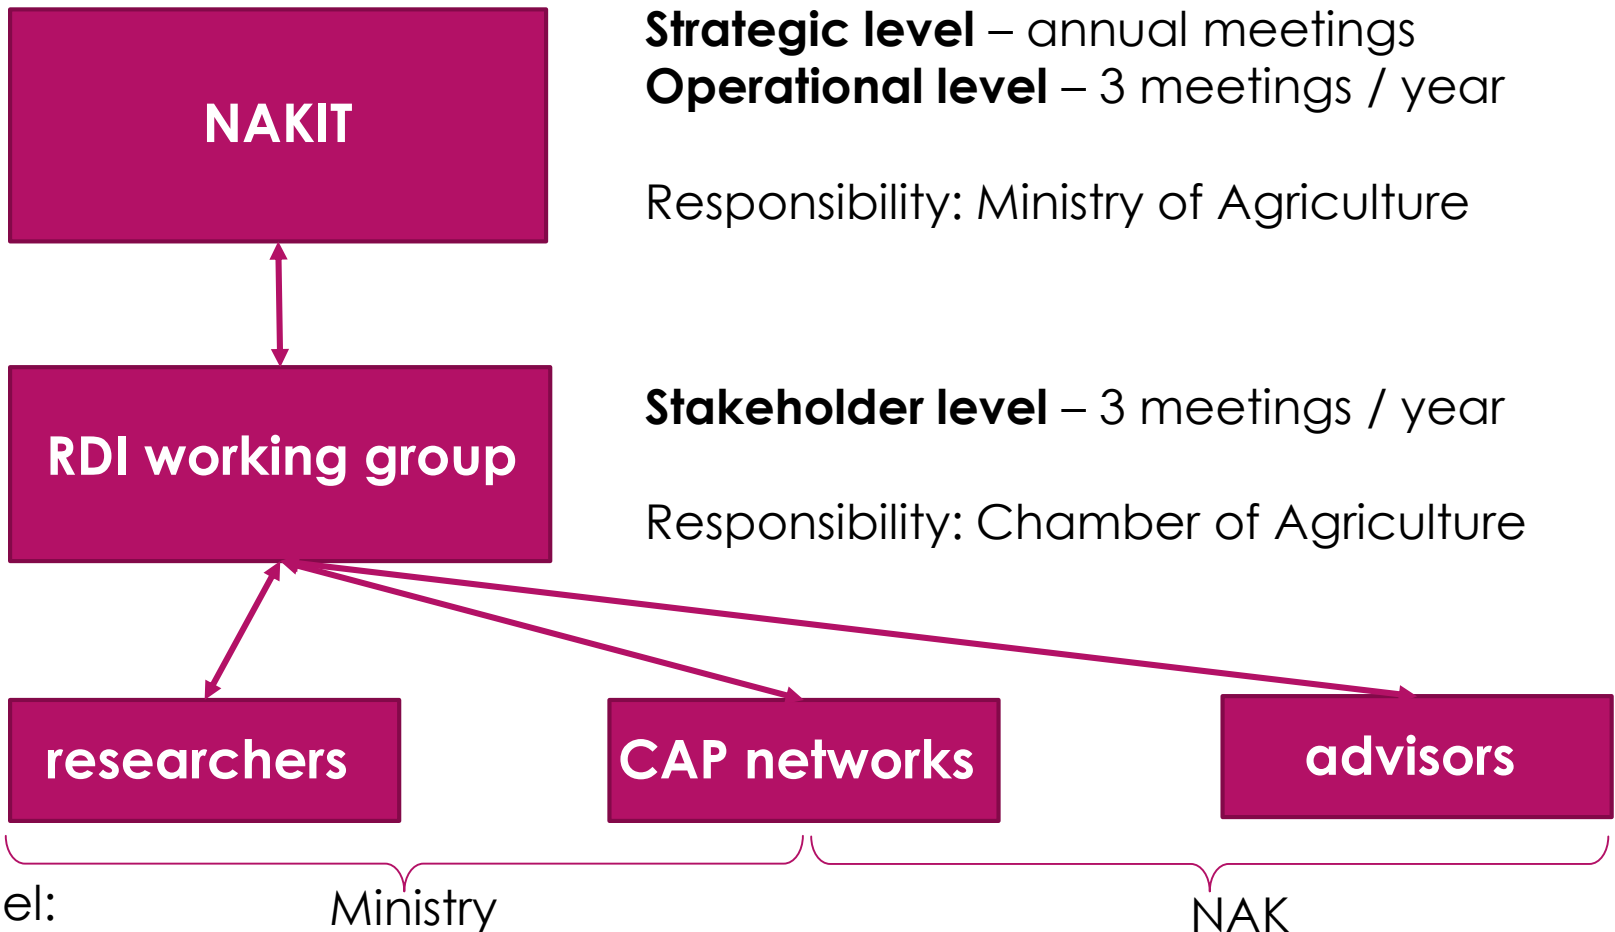 Strategic level – annual meetings
Operational level – 3 meetings / year
NAKIT
Responsibility: Ministry of Agriculture
Stakeholder level – 3 meetings / year
RDI working group
Responsibility: Chamber of Agriculture
researchers
CAP networks
advisors
el:
Ministry
NAK